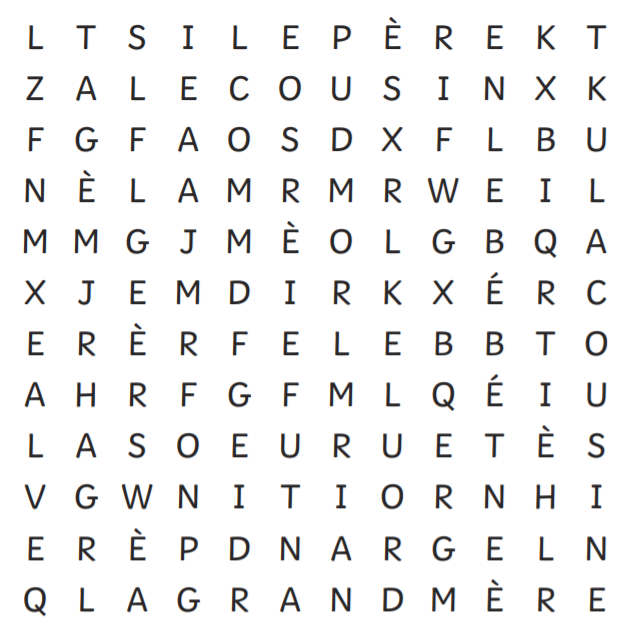 L T S I L E P È R E K T
Z A L E C O U S I N X K
F G F A O S D X F L B U
N È L A M R M R W E I L
M M G J M È O L G B Q A
X J E M D I R K X É R C
E R È R F E L E B B T O
A H R F G F M L Q É I U
L A S O E U R U E T È S
V G W N I T I O R N H I
E R È P D N A R G E L N
Q L A G R A N D M È R E